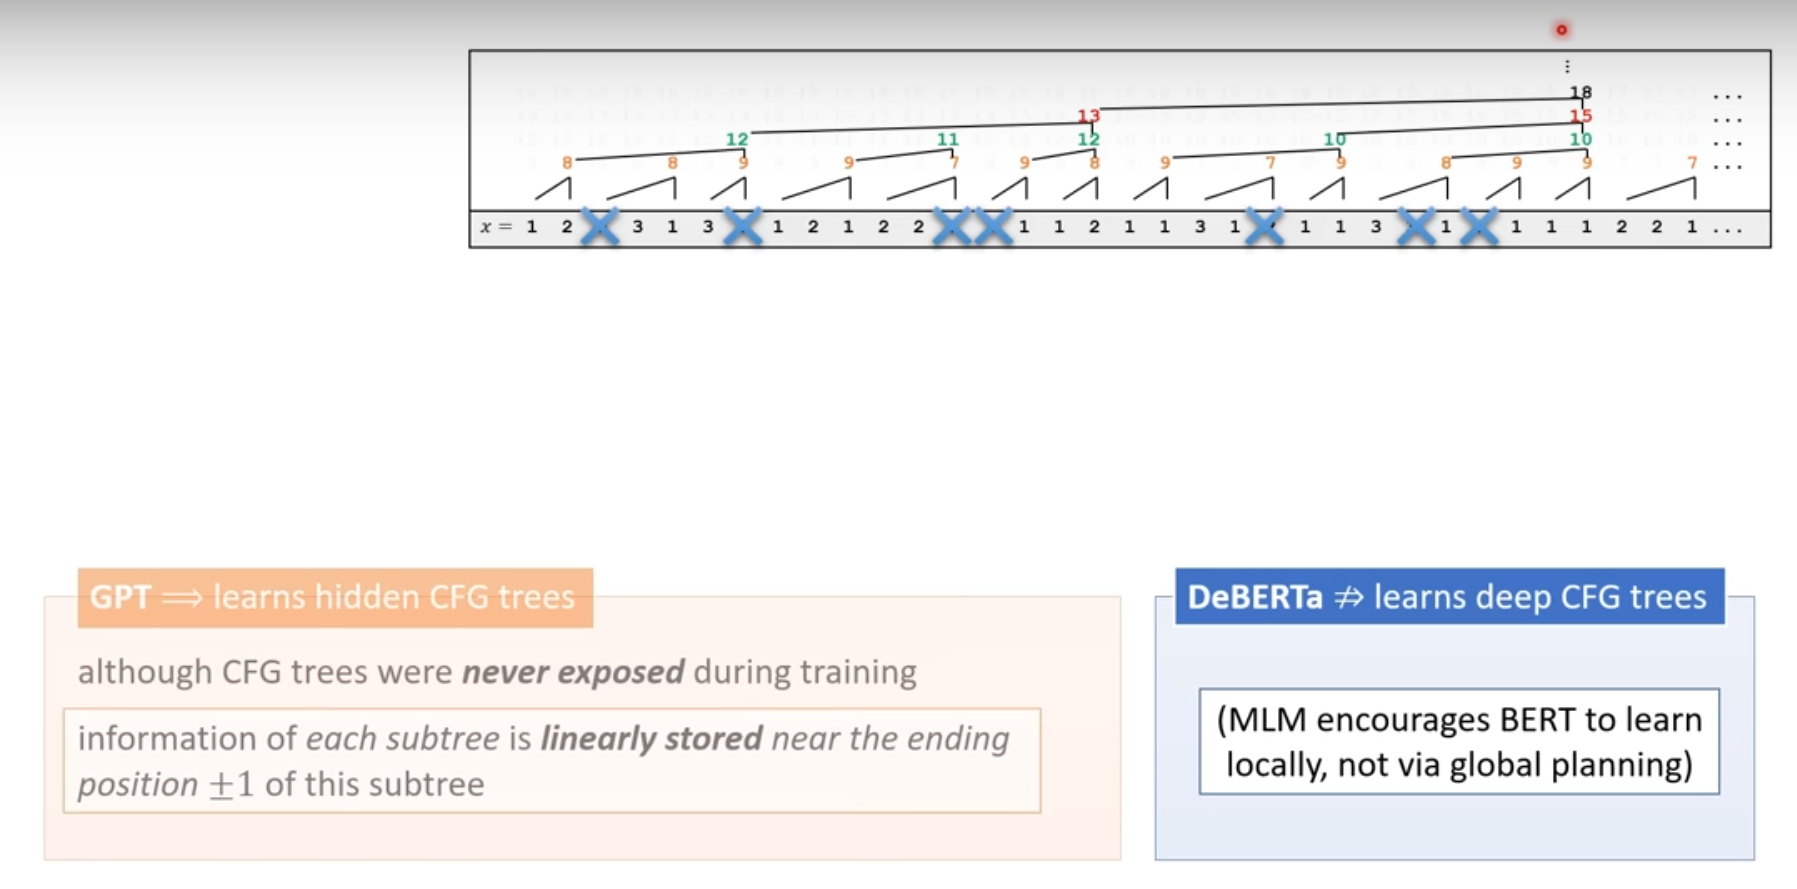 ⋮
18 ...
13 15 ...
12 11 12 10 10 ...
8 8 9 9 7 9 8 9 7 9 8 9 9 7 ...
x = 1 2 3 1 3 1 2 1 2 2 1 1 2 1 1 3 1 1 1 3 1 1 1 1 2 2 1 ...
GPT ⟹ learns hidden CFG trees
although CFG trees were never exposed during training
information of each subtree is linearly stored near the ending
position ±1 of this subtree
DeBERTa ⇏ learns deep CFG trees
(MLM encourages BERT to learn
locally, not via global planning)